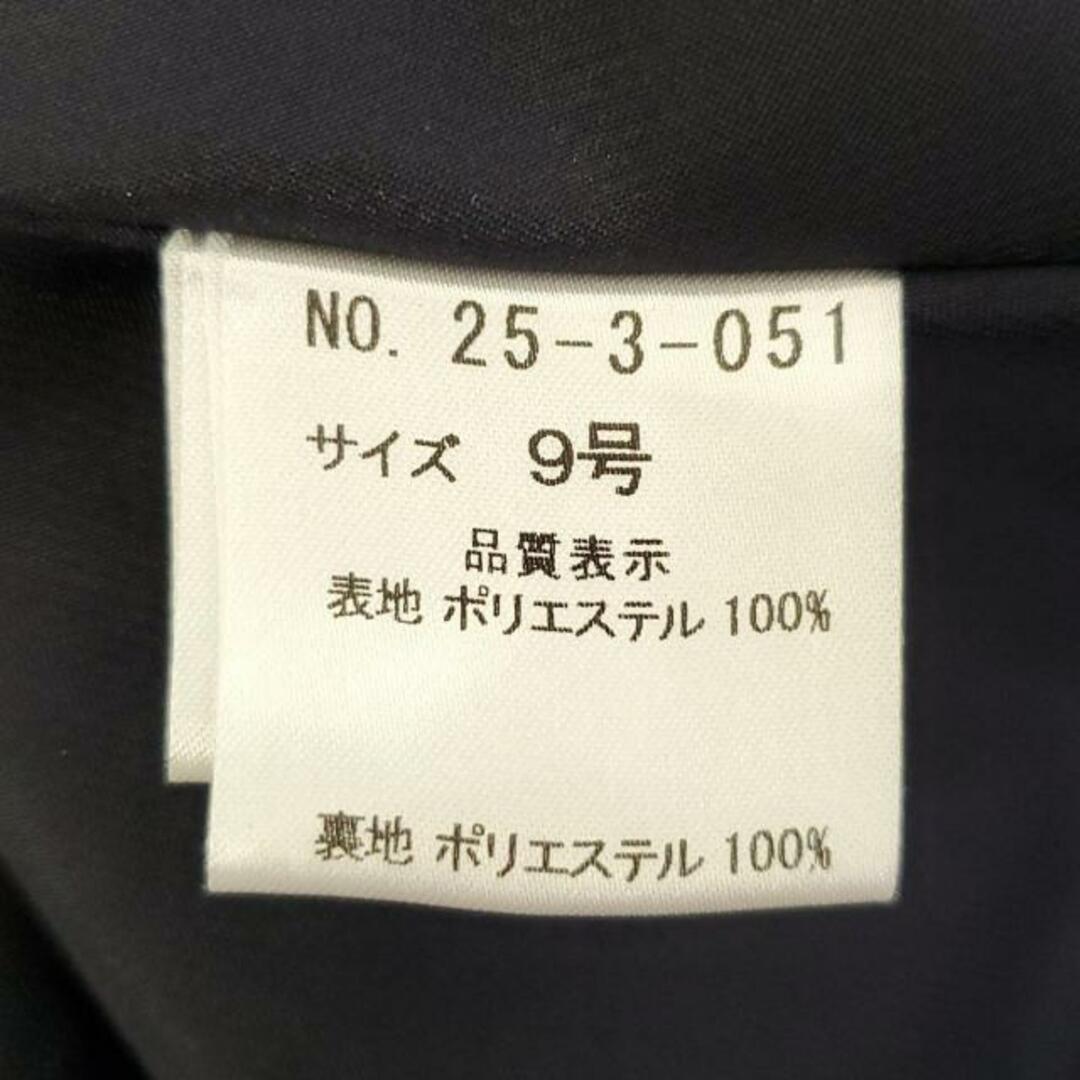 NO. 25-3-051
サイズ 9号
品質表示
表地 ポリエステル 100%
裏地 ポリエステル 100%